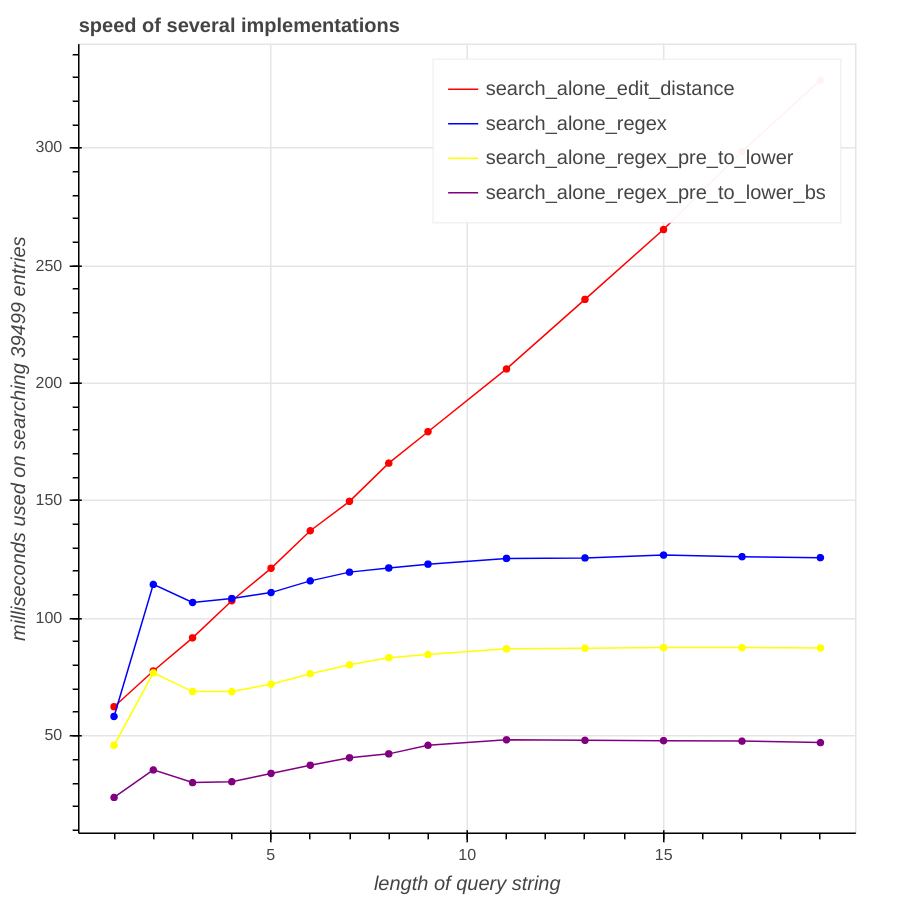 speed of several implementations
search_alone_edit_distance
search_alone_regex
search_alone_regex_pre_to_lower
search_alone_regex_pre_to_lower_bs
milliseconds used on searching 39499 entries
300
250
200
150
100
50
5 10 15
length of query string